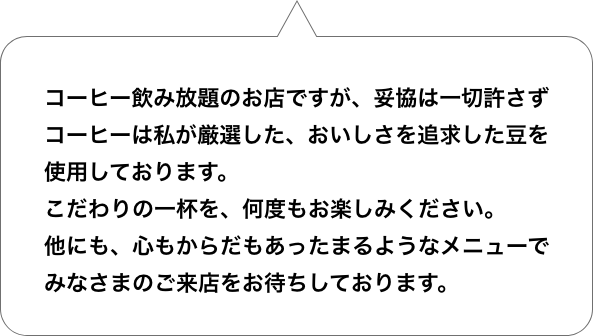 コーヒー飲み放題のお店ですが、妥協は一切許さず
コーヒーは私が厳選した、おいしさを追求した豆を
使用しております。
こだわりの一杯を、何度もお楽しみください。
他にも、心もからだもあったまるようなメニューで
みなさまのご来店をお待ちしております。